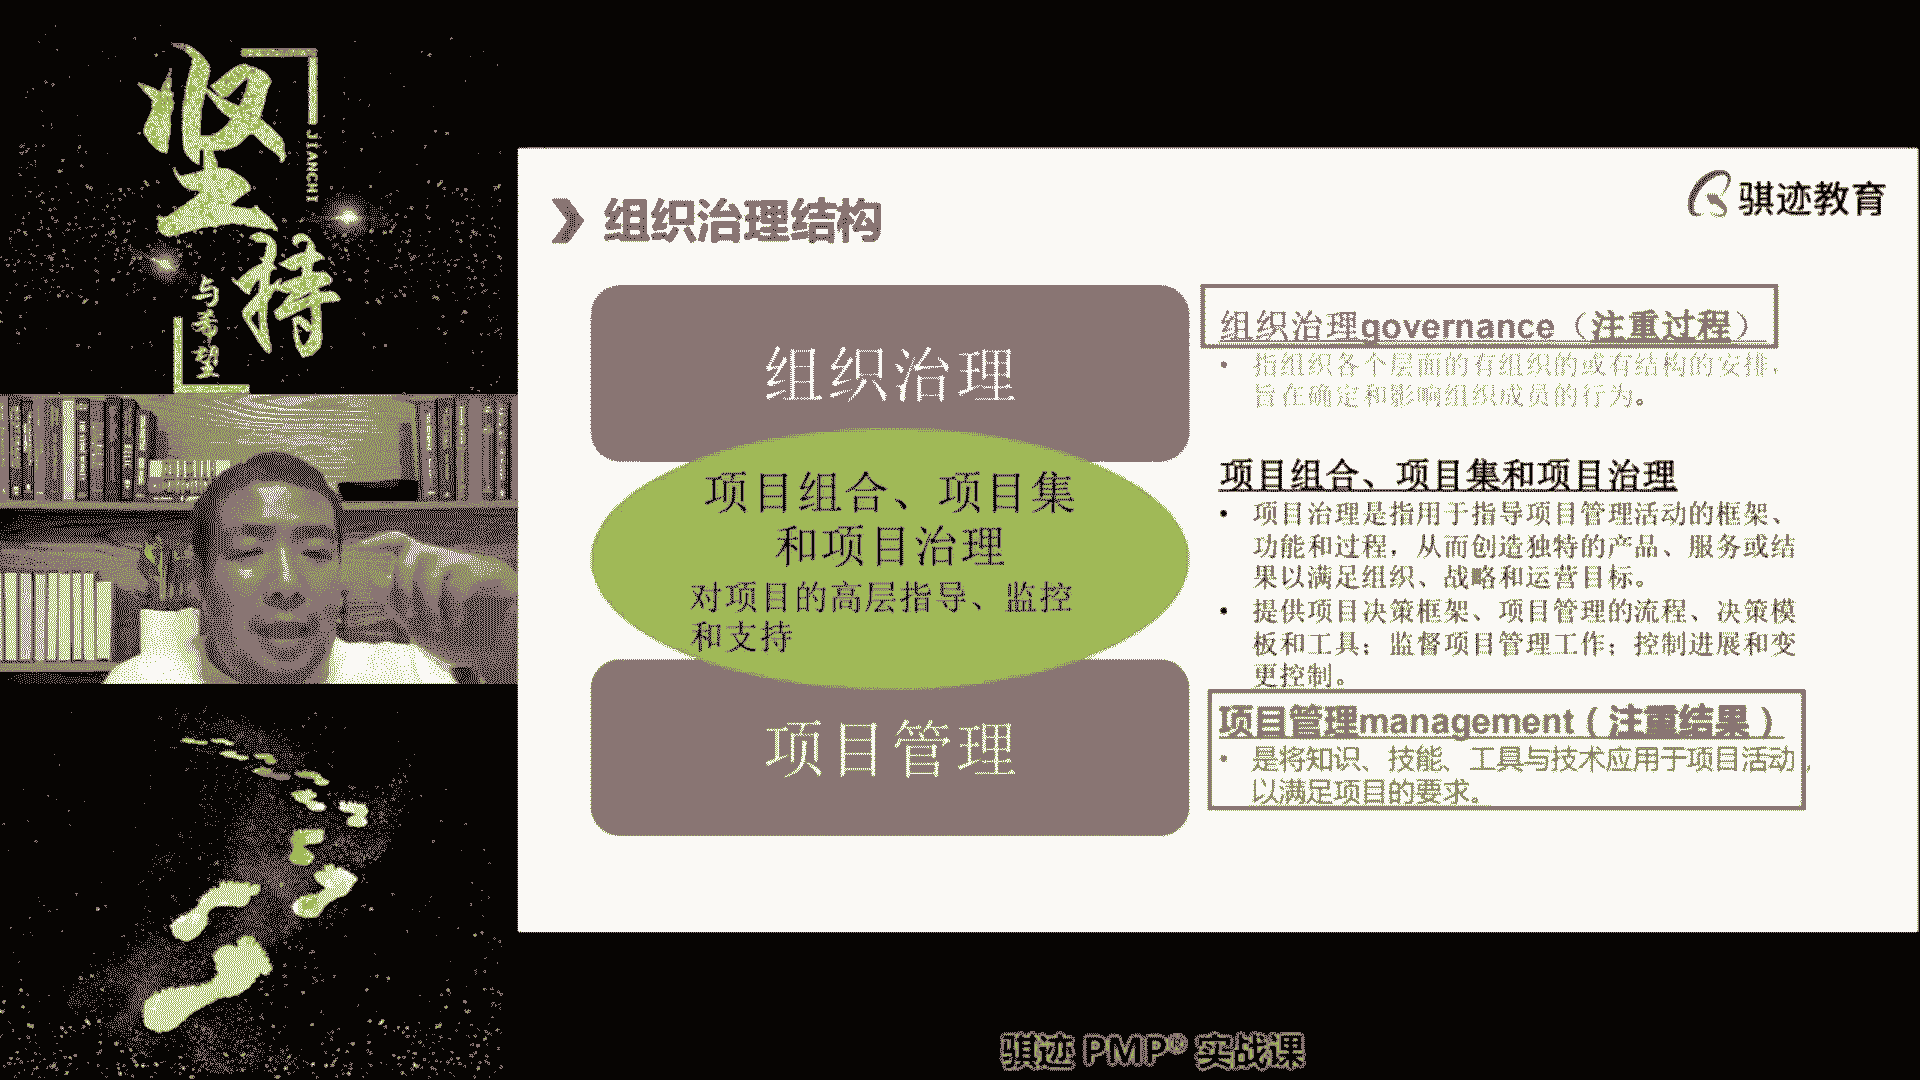 坚持
JIANCHI
与希望
骐迹教育
组织治理结构
组织治理
项目组合、项目集
和项目治理
对项目的高层指导、监控
和支持
项目管理
组织治理governance（注重过程）
• 指组织各个层面的有组织的或有结构的安排，
旨在确定和影响组织成员的行为。
项目组合、项目集和项目治理
• 项目治理是指用于指导项目管理活动的框架、
功能和过程，从而创造独特的产品、服务或结
果以满足组织、战略和运营目标。
• 提供项目决策框架、项目管理的流程、决策模
板和工具；监督项目管理工作；控制进展和变
更控制。
项目管理management（注重结果）
• 是将知识、技能、工具与技术应用于项目活动，
以满足项目的要求。
骐迹 PMP® 实战课